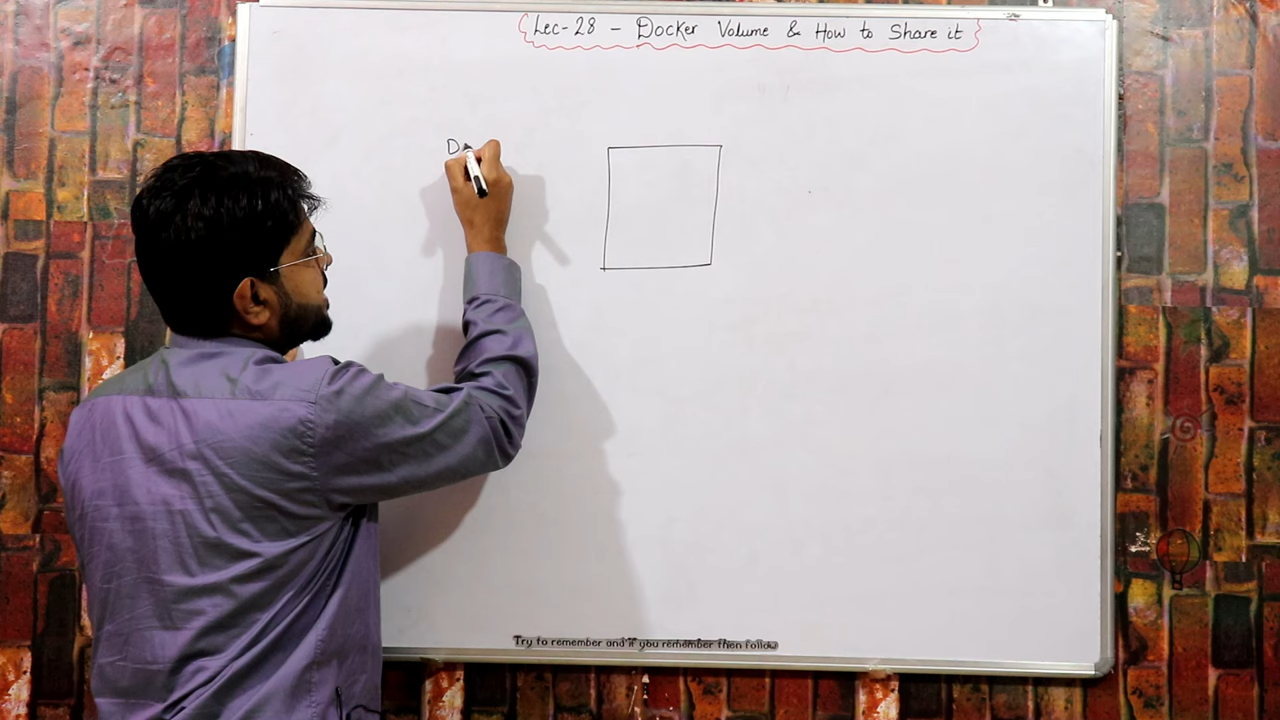 Lec-28 - Docker Volume & How to Share it
D
Try to remember and if you remember then follow